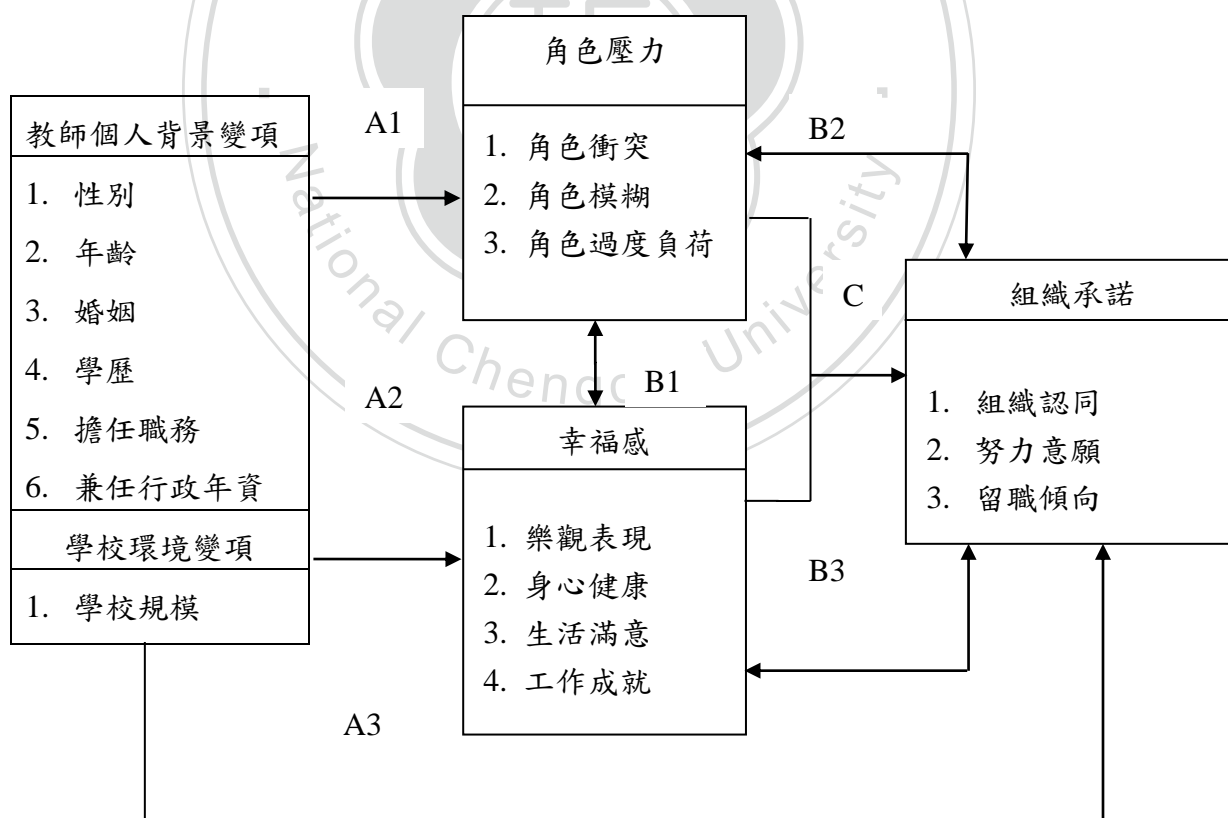 教師個人背景變項
1. 性別
2. 年齡
3. 婚姻
4. 學歷
5. 擔任職務
6. 兼任行政年資
學校環境變項
1. 學校規模
A1
A2
A3
角色壓力
1. 角色衝突
2. 角色模糊
3. 角色過度負荷
B1
幸福感
1. 樂觀表現
2. 身心健康
3. 生活滿意
4. 工作成就
B2
C
B3
組織承諾
1. 組織認同
2. 努力意願
3. 留職傾向
National Chengc University